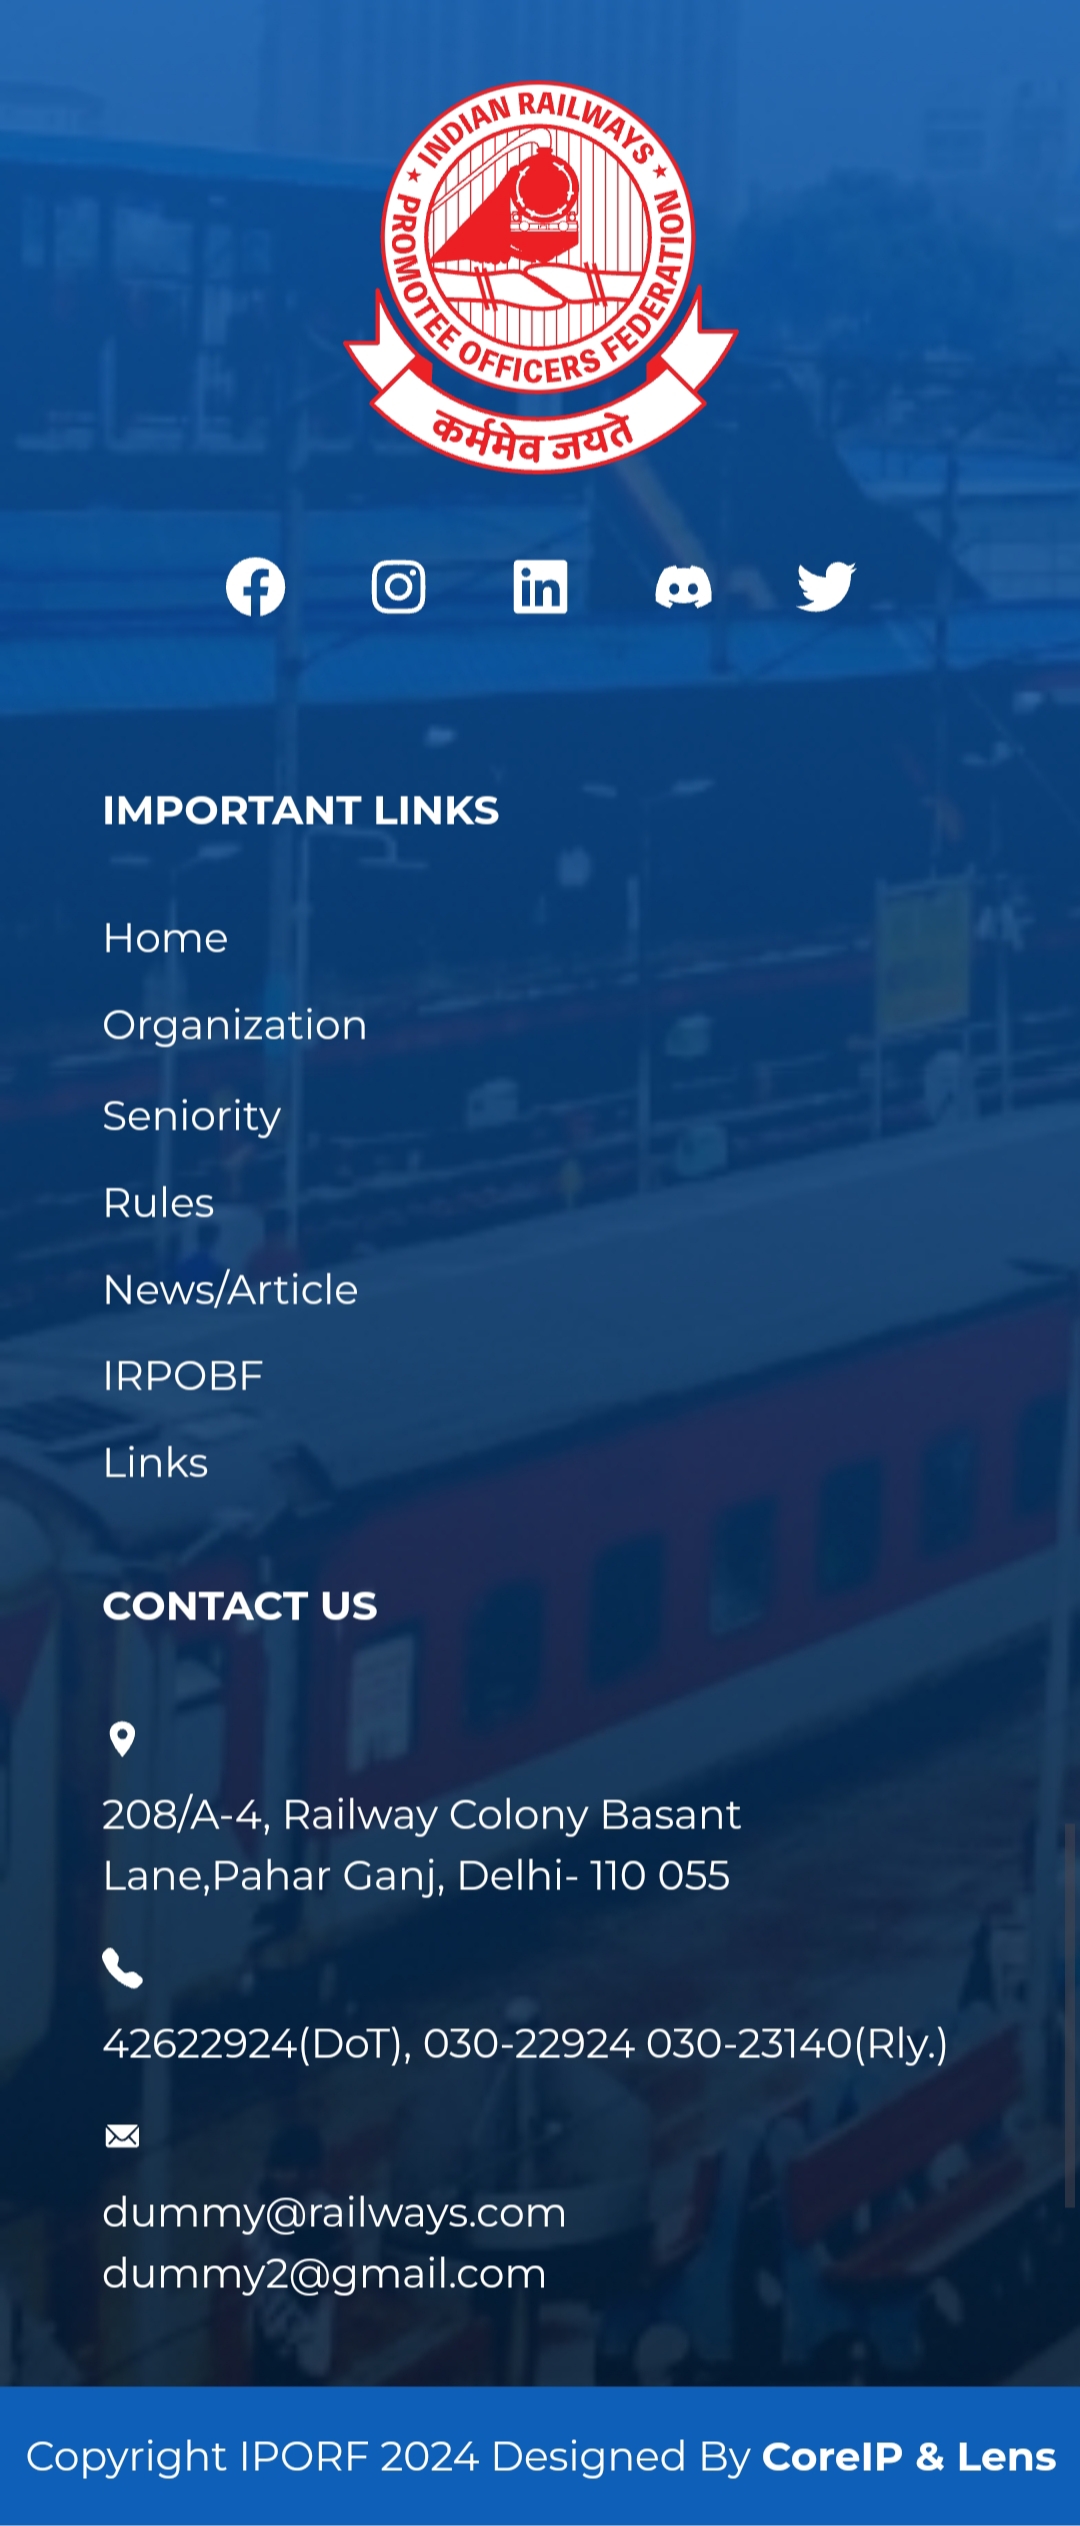 ★ INDIAN RAILWAYS ★
PROMOTEE OFFICERS FEDERATION
कर्ममेव जयते
IMPORTANT LINKS
Home
Organization
Seniority
Rules
News/Article
IRPOBF
Links
CONTACT US
208/A-4, Railway Colony Basant
Lane,Pahar Ganj, Delhi- 110 055
42622924(DoT), 030-22924 030-23140(Rly.)
dummy@railways.com
dummy2@gmail.com
Copyright IPORF 2024 Designed By CoreIP & Lens